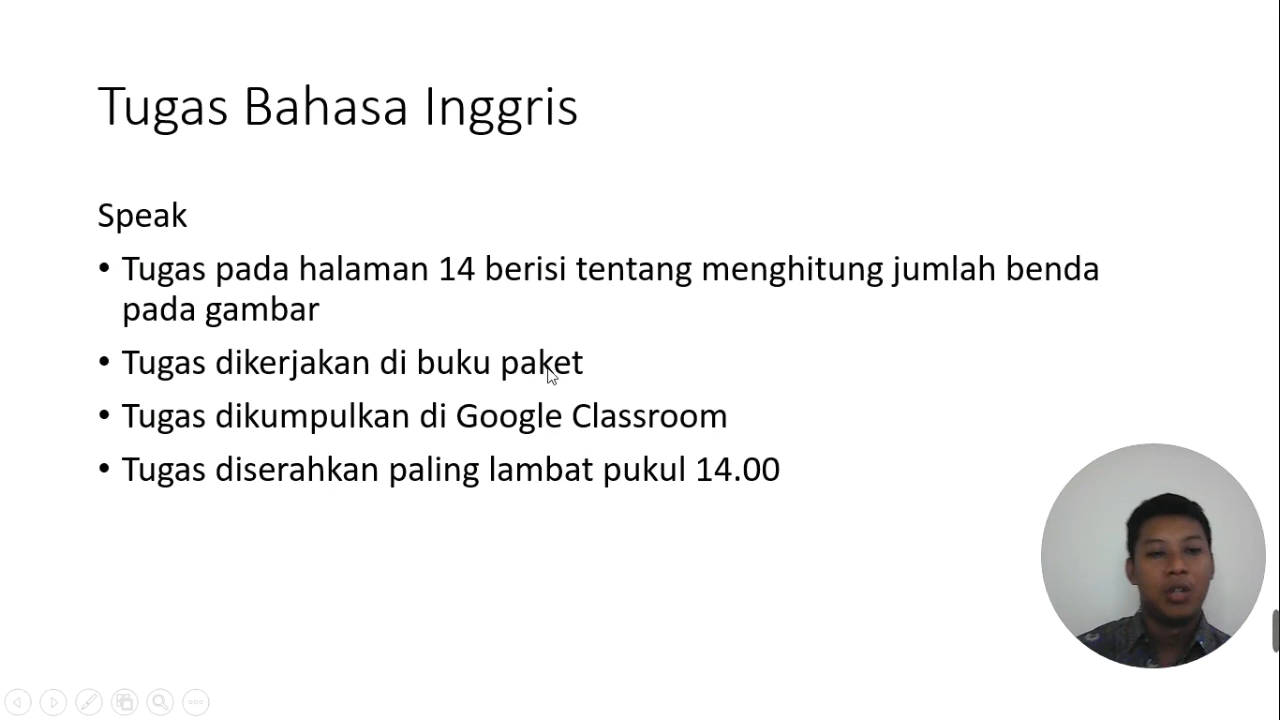 Tugas Bahasa Inggris
Speak
• Tugas pada halaman 14 berisi tentang menghitung jumlah benda
pada gambar
• Tugas dikerjakan di buku paket
• Tugas dikumpulkan di Google Classroom
• Tugas diserahkan paling lambat pukul 14.00